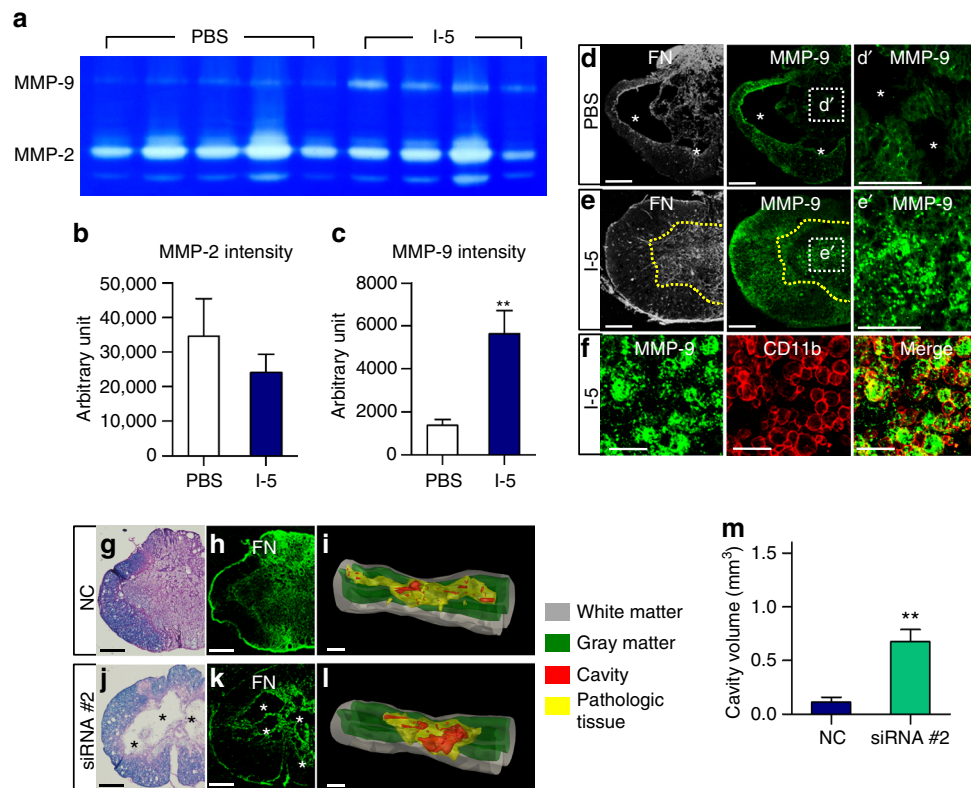 a
PBS I-5
MMP-9
MMP-2
b
MMP-2 intensity
Arbitrary unit
50,000
40,000
30,000
20,000
10,000
0
PBS I-5
c
MMP-9 intensity
Arbitrary unit
8000
6000
4000
2000
0
**
PBS I-5
PBS
d FN MMP-9 d′ MMP-9
* * * d′ * * *
I-5
e FN MMP-9 e′ MMP-9
e′
I-5
f MMP-9 CD11b Merge
NC
g h FN i
siRNA #2
j k FN l
* * * * * * * *
White matter
Gray matter
Cavity
Pathologic
tissue
m
Cavity volume (mm³)
1.5
1.0
0.5
0.0
**
NC siRNA #2